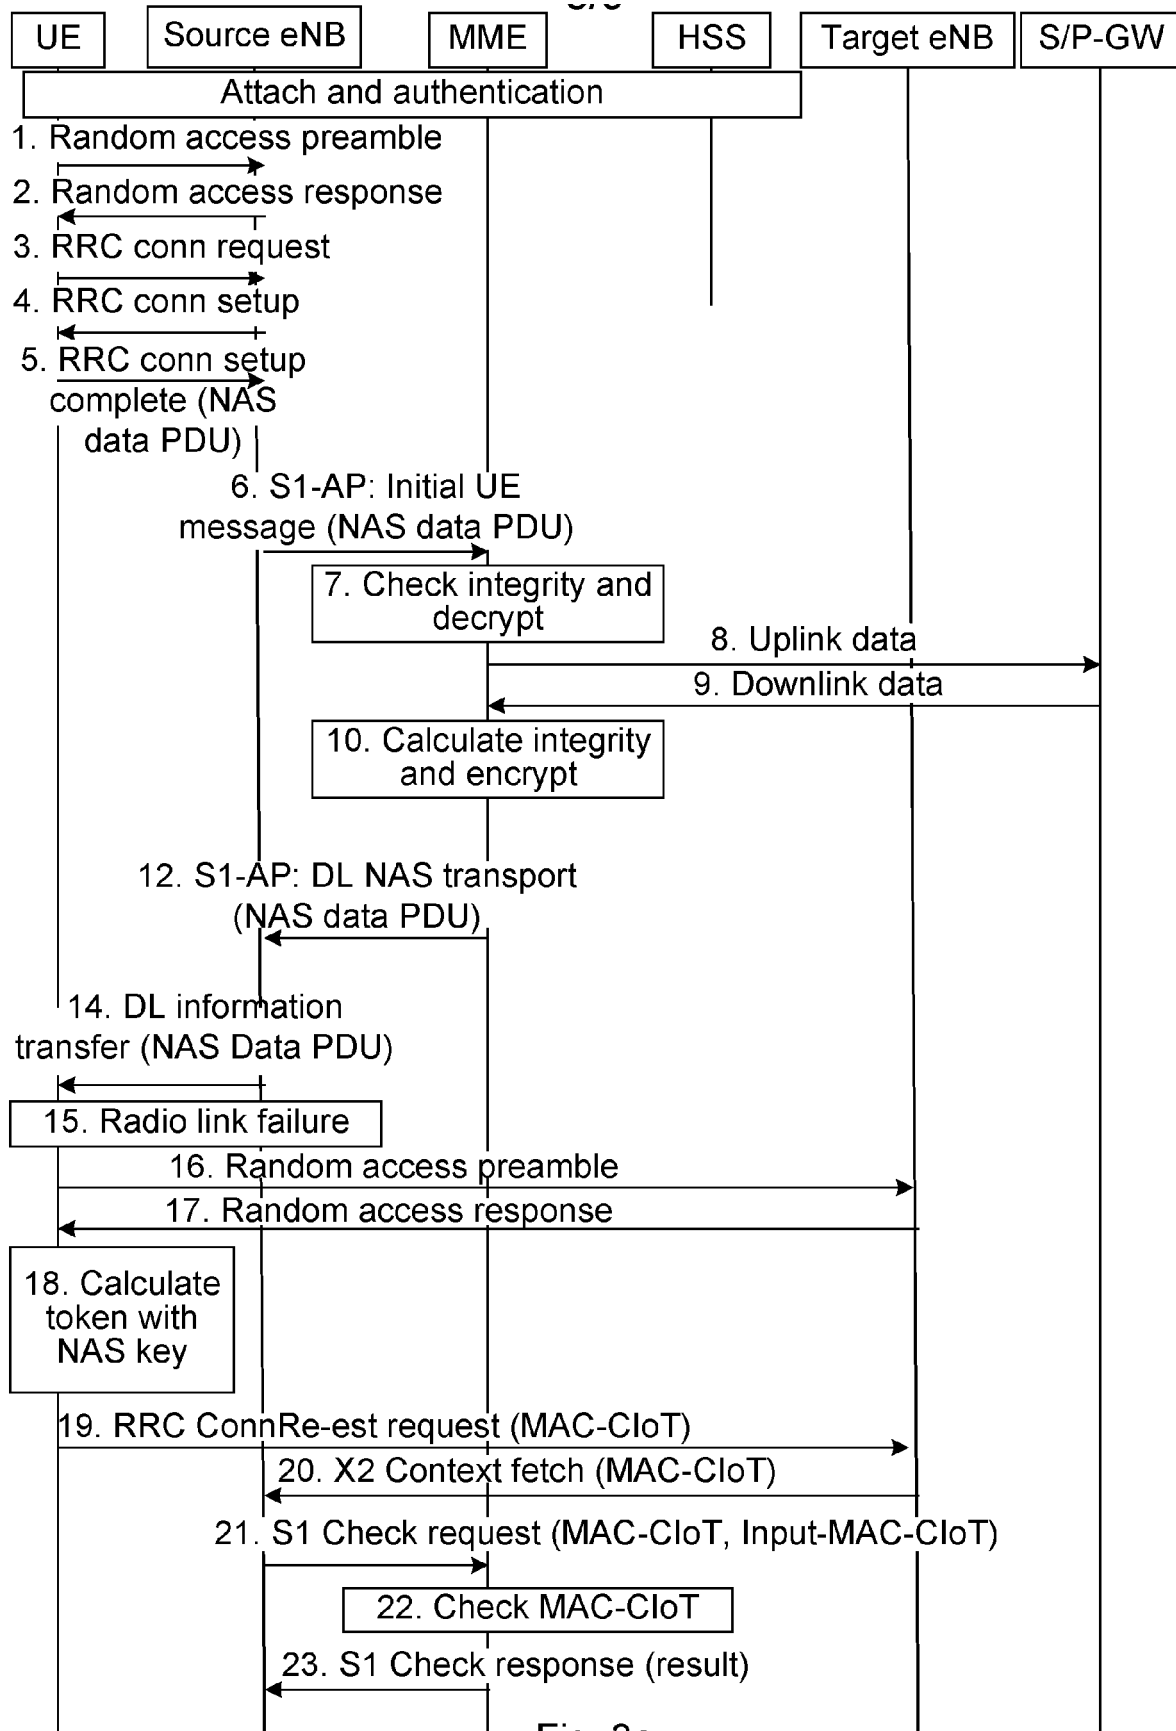 UE
Source eNB
MME
HSS
Target eNB
S/P-GW
Attach and authentication
1. Random access preamble
2. Random access response
3. RRC conn request
4. RRC conn setup
5. RRC conn setup
complete (NAS
data PDU)
6. S1-AP: Initial UE
message (NAS data PDU)
7. Check integrity and
decrypt
8. Uplink data
9. Downlink data
10. Calculate integrity
and encrypt
12. S1-AP: DL NAS transport
(NAS data PDU)
14. DL information
transfer (NAS Data PDU)
15. Radio link failure
16. Random access preamble
17. Random access response
18. Calculate
token with
NAS key
19. RRC ConnRe-est request (MAC-CIoT)
20. X2 Context fetch (MAC-CIoT)
21. S1 Check request (MAC-CIoT, Input-MAC-CIoT)
22. Check MAC-CIoT
23. S1 Check response (result)